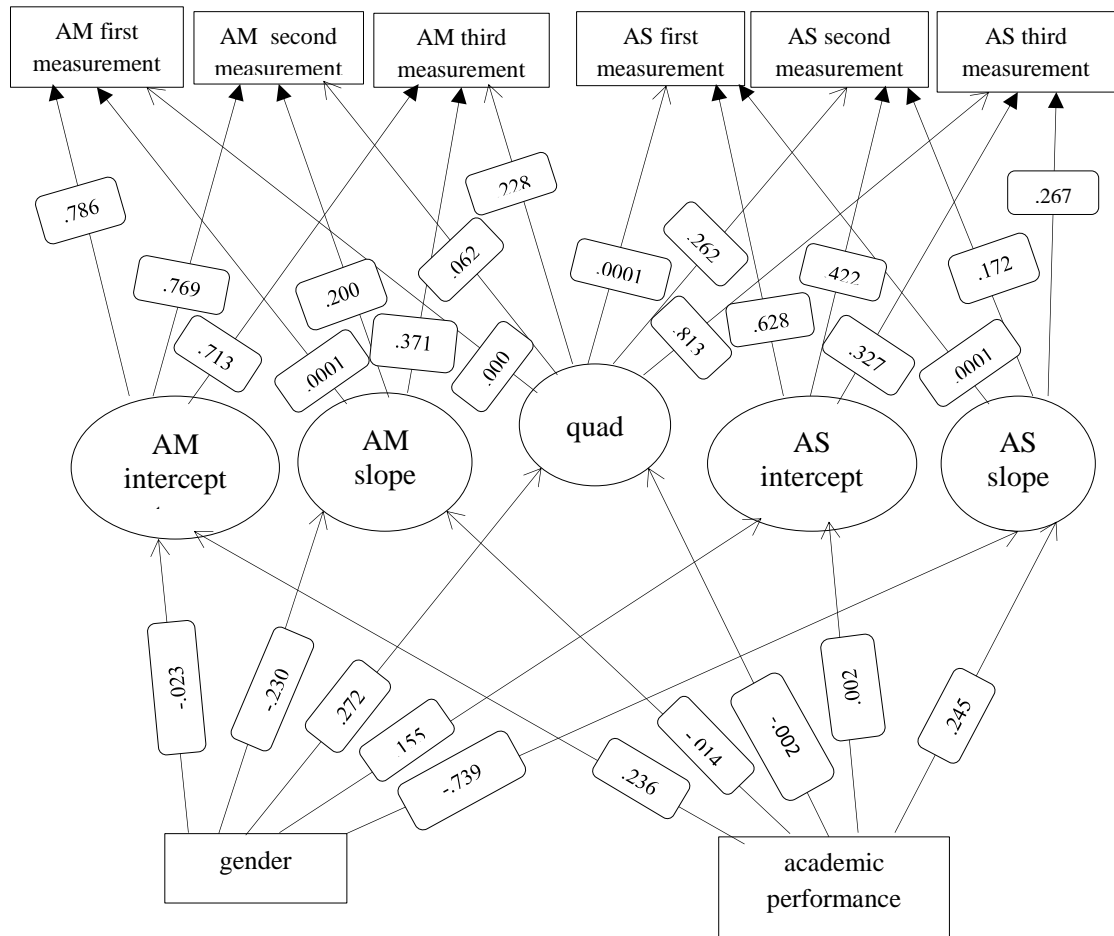 AM first
measurement
AM second
measurement
AM third
measurement
AS first
measurement
AS second
measurement
AS third
measurement
.786
.769
.713
.0001
.200
.371
.000
.062
.228
.0001
.262
.813
.628
.422
.327
.0001
.172
.267
AM
intercept
AM
slope
quad
AS
intercept
AS
slope
-.023
-.230
.272
.155
-.739
.236
-.014
-.002
.002
.245
gender
academic
performance